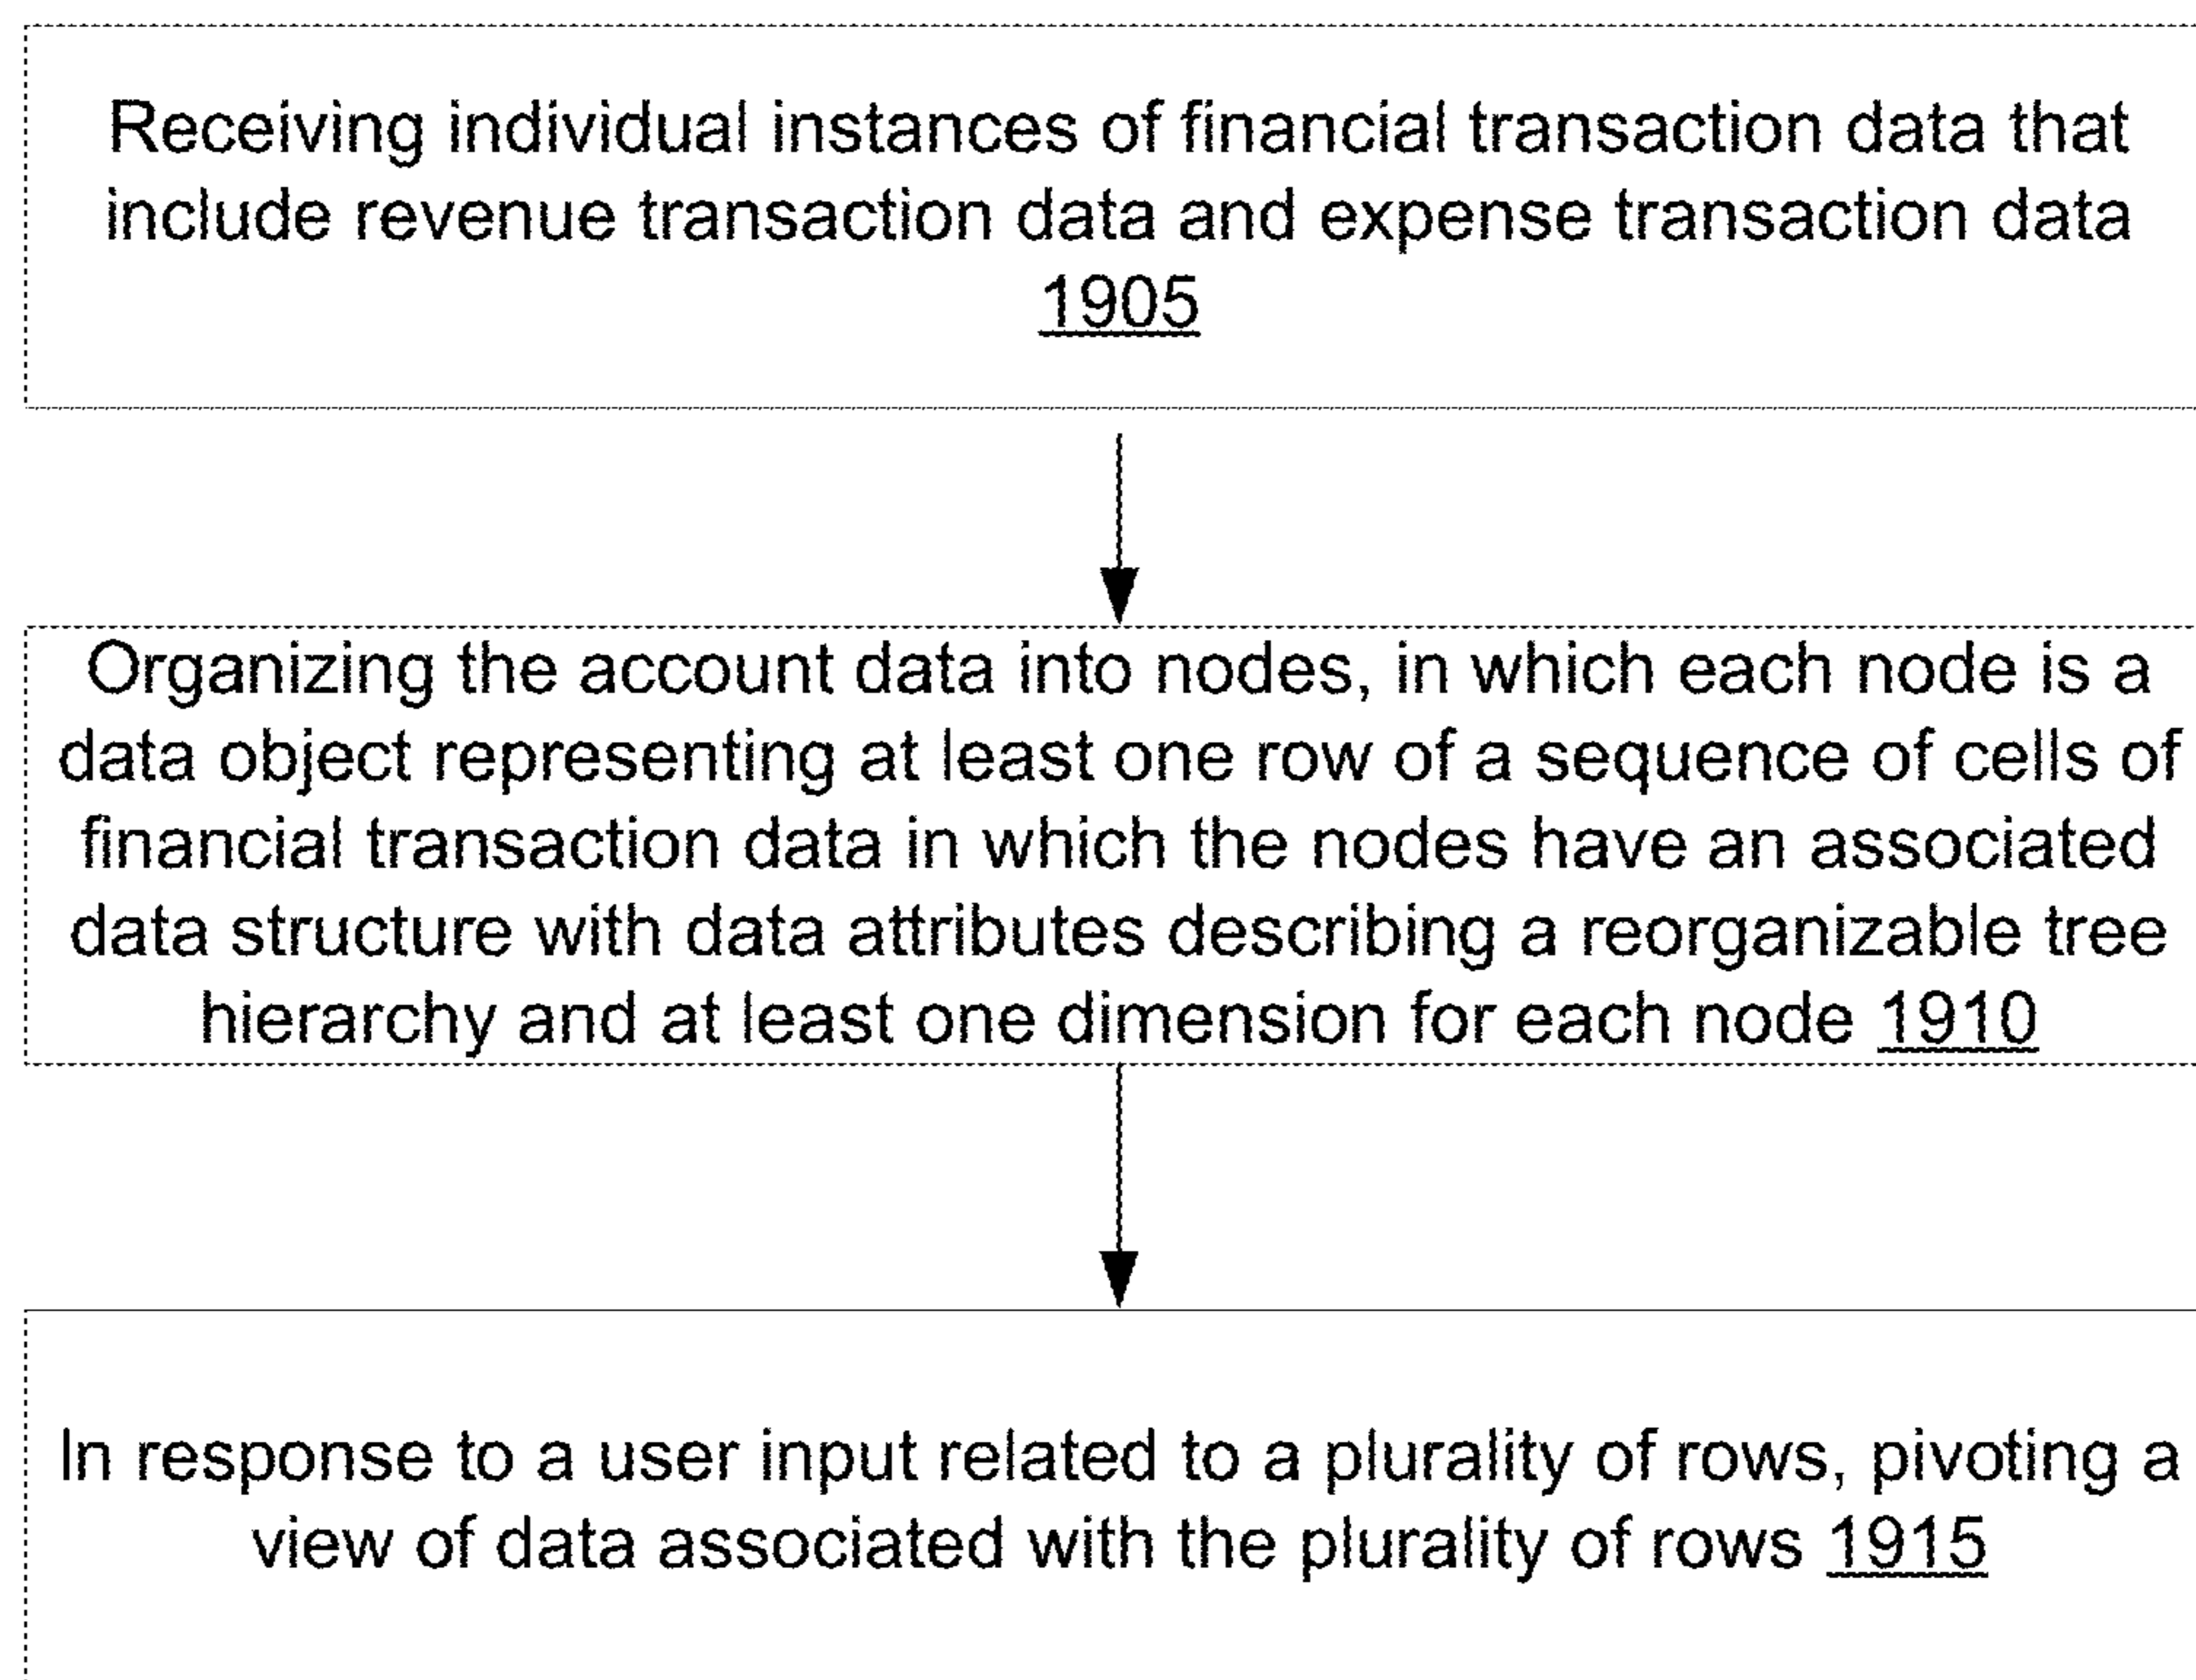 Receiving individual instances of financial transaction data that
include revenue transaction data and expense transaction data
1905
Organizing the account data into nodes, in which each node is a
data object representing at least one row of a sequence of cells of
financial transaction data in which the nodes have an associated
data structure with data attributes describing a reorganizable tree
hierarchy and at least one dimension for each node 1910
In response to a user input related to a plurality of rows, pivoting a
view of data associated with the plurality of rows 1915